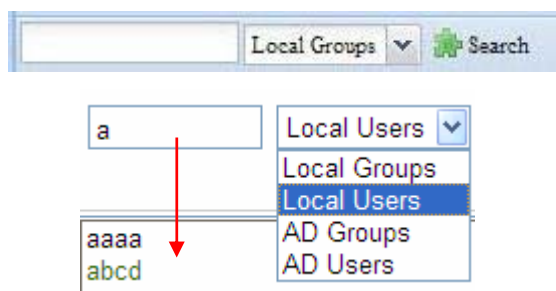 Local Groups Search
a Local Users
Local Groups
Local Users
AD Groups
AD Users
aaaa
abcd